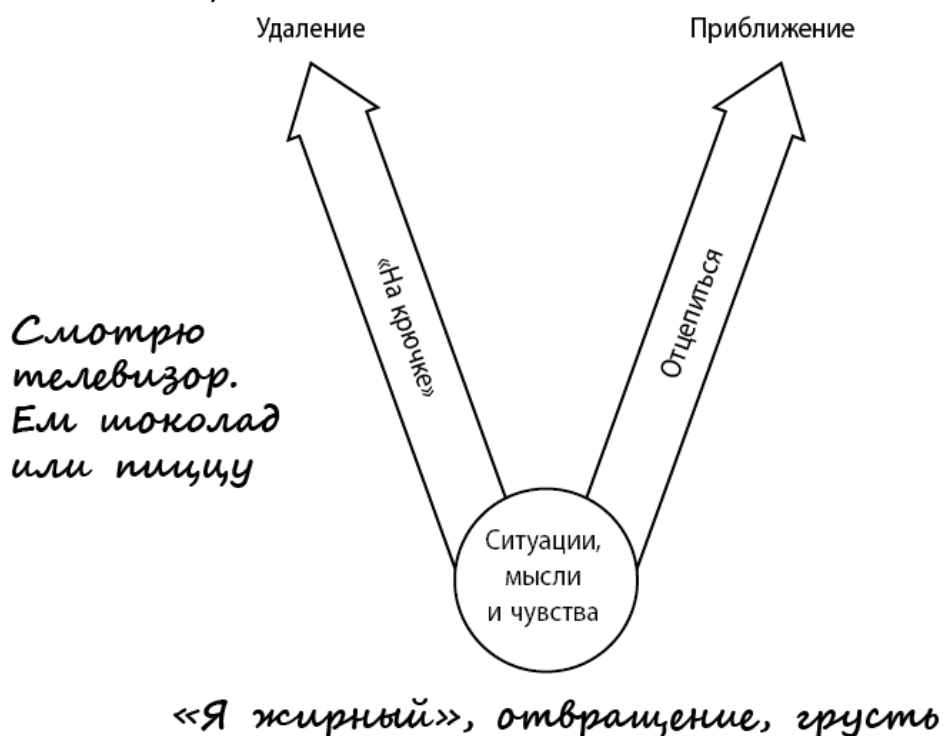 Удаление
Приближение
«На крючке»
Отцепиться
Смотрю
телевизор.
Ем шоколад
или пиццу
Ситуации,
мысли
и чувства
«Я жирный», отвращение, грусть